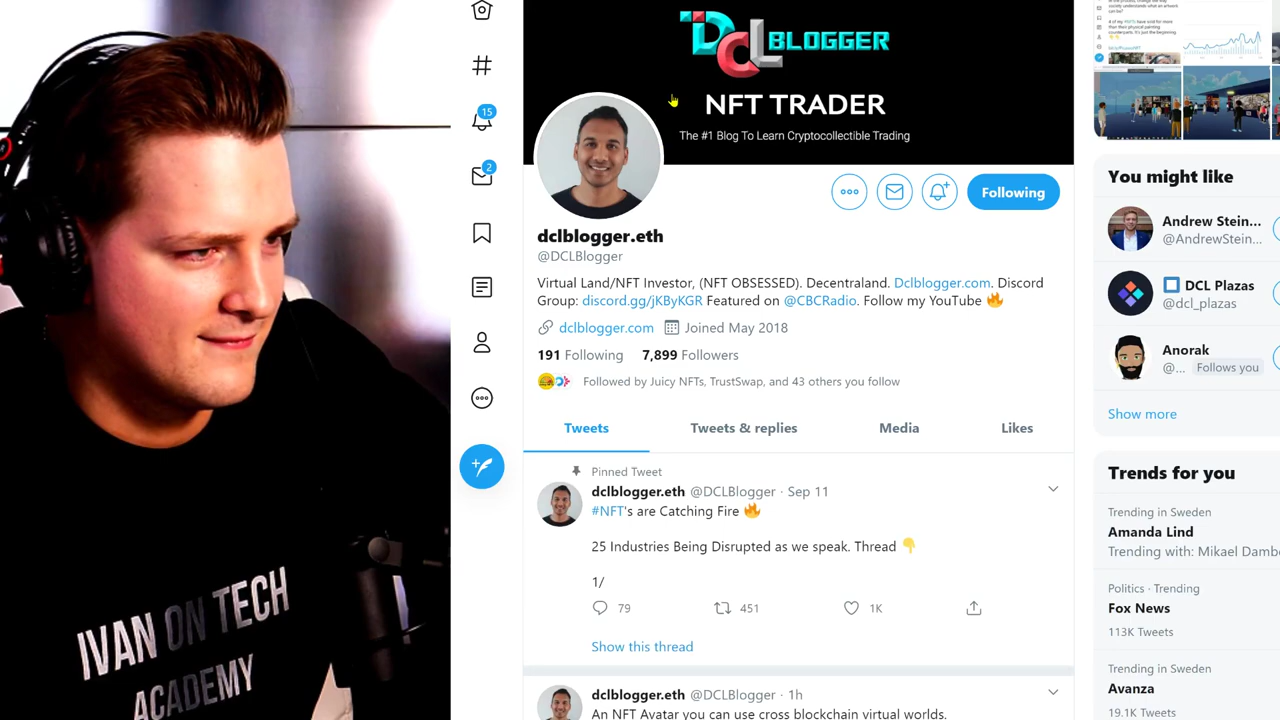 IVAN ON TECH
ACADEMY
15
2
DCL BLOGGER
NFT TRADER
The #1 Blog To Learn Cryptocollectible Trading
Following
dclblogger.eth
@DCLBlogger
Virtual Land/NFT Investor, (NFT OBSESSED). Decentraland. Dclblogger.com. Discord
Group: discord.gg/jKByKGR Featured on @CBCRadio. Follow my YouTube 🔥
dclblogger.com Joined May 2018
191 Following 7,899 Followers
Followed by Juicy NFTs, TrustSwap, and 43 others you follow
Tweets Tweets & replies Media Likes
Pinned Tweet
dclblogger.eth @DCLBlogger · Sep 11
#NFT's are Catching Fire 🔥
25 Industries Being Disrupted as we speak. Thread 👇
1/
79 451 1K
Show this thread
dclblogger.eth @DCLBlogger · 1h
An NFT Avatar you can use cross blockchain virtual worlds.
You might like
Andrew Stein...
@AndrewStein...
DCL Plazas
@dcl_plazas
Anorak
@... Follows you
Show more
Trends for you
Trending in Sweden
Amanda Lind
Trending with: Mikael Damb
Politics · Trending
Fox News
113K Tweets
Trending in Sweden
Avanza
19.1K Tweets